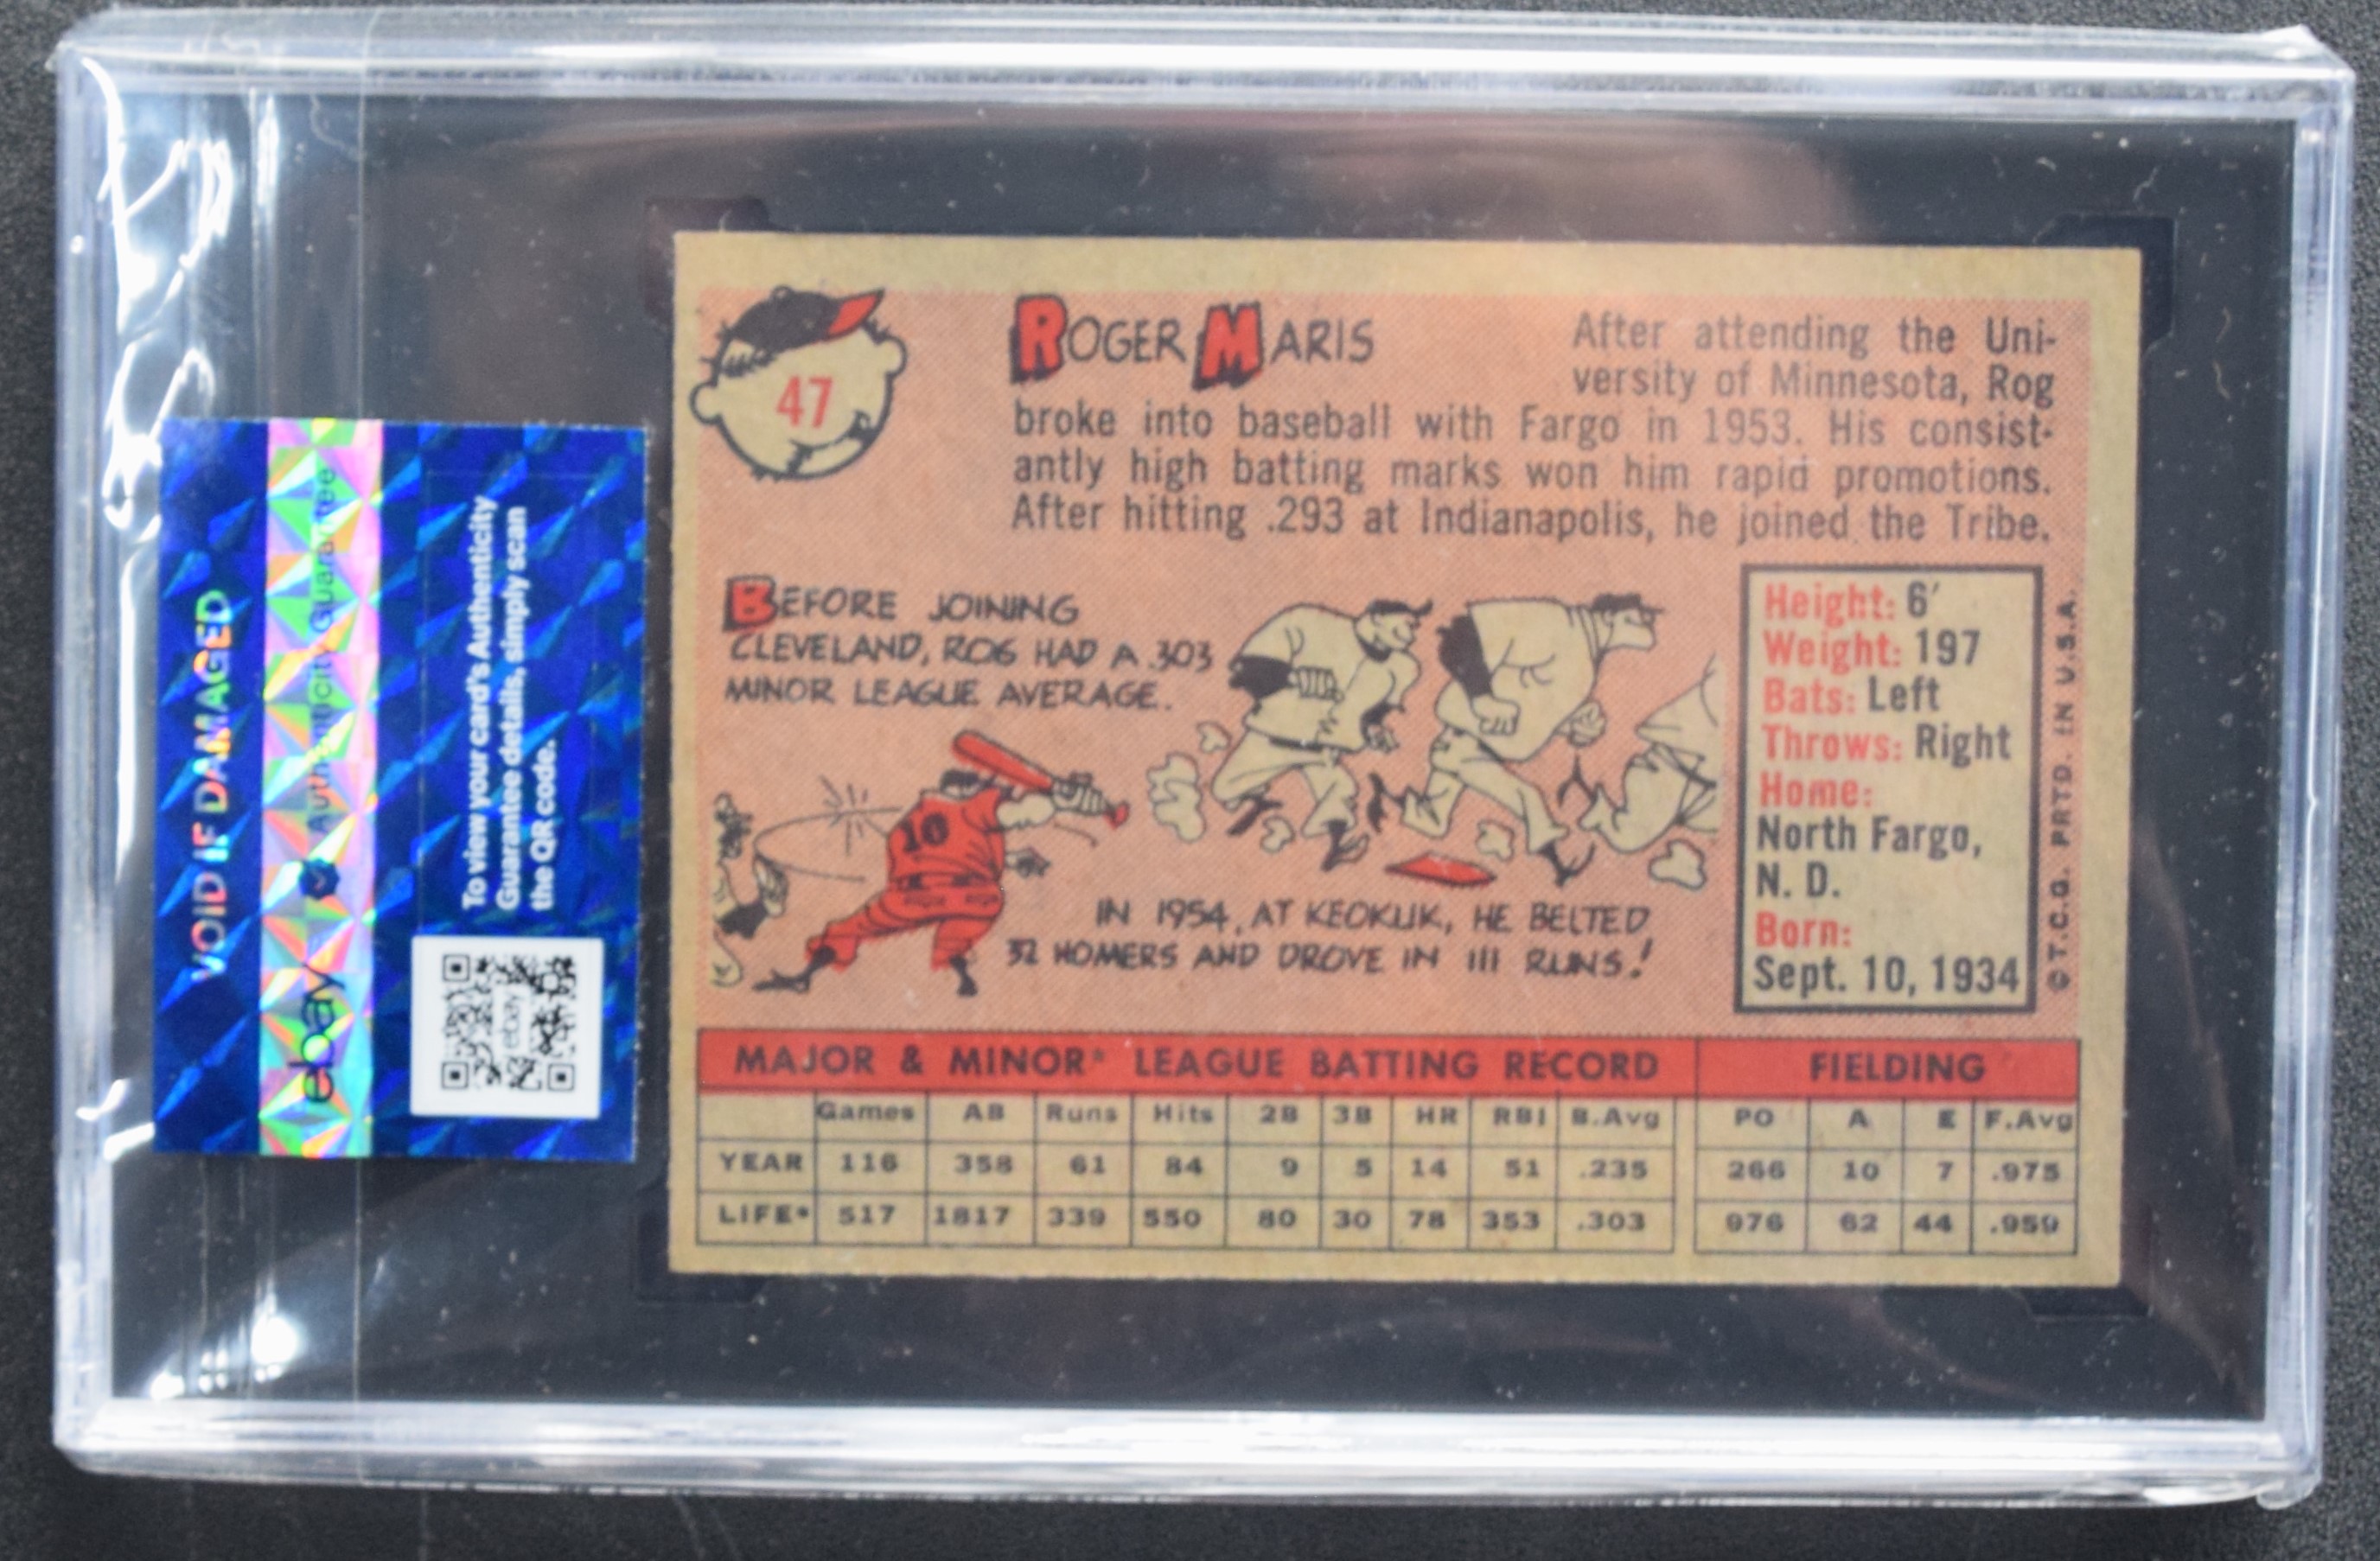 VOID IF DAMAGED
ebay Authenticity Guarantee
To view your card's Authenticity
Guarantee details, simply scan
the QR code.
ebay
47
ROGER MARIS
After attending the Uni-
versity of Minnesota, Rog
broke into baseball with Fargo in 1953. His consist-
antly high batting marks won him rapid promotions.
After hitting .293 at Indianapolis, he joined the Tribe.
BEFORE JOINING
CLEVELAND, ROG HAD A .303
MINOR LEAGUE AVERAGE.
10
IN 1954, AT KEOKUK, HE BELTED
32 HOMERS AND DROVE IN 111 RUNS!
Height: 6'
Weight: 197
Bats: Left
Throws: Right
Home:
North Fargo,
N. D.
Born:
Sept. 10, 1934
© T.C.G. PRTD. IN U.S.A.
MAJOR & MINOR* LEAGUE BATTING RECORD FIELDING
Games AB Runs Hits 2B 3B HR RBI B.Avg PO A E F.Avg
YEAR 116 358 61 84 9 5 14 51 .235 266 10 7 .975
LIFE* 517 1817 339 550 80 30 78 353 .303 976 62 44 .959